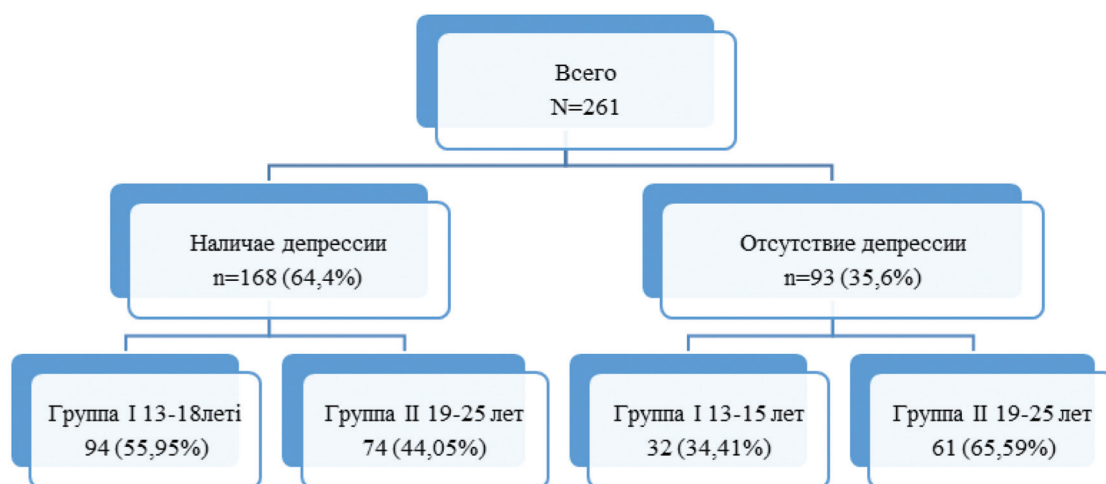 Всего
N=261
Наличае депрессии
n=168 (64,4%)
Отсутствие депрессии
n=93 (35,6%)
Группа I 13-18леті
94 (55,95%)
Группа II 19-25 лет
74 (44,05%)
Группа I 13-15 лет
32 (34,41%)
Группа II 19-25 лет
61 (65,59%)